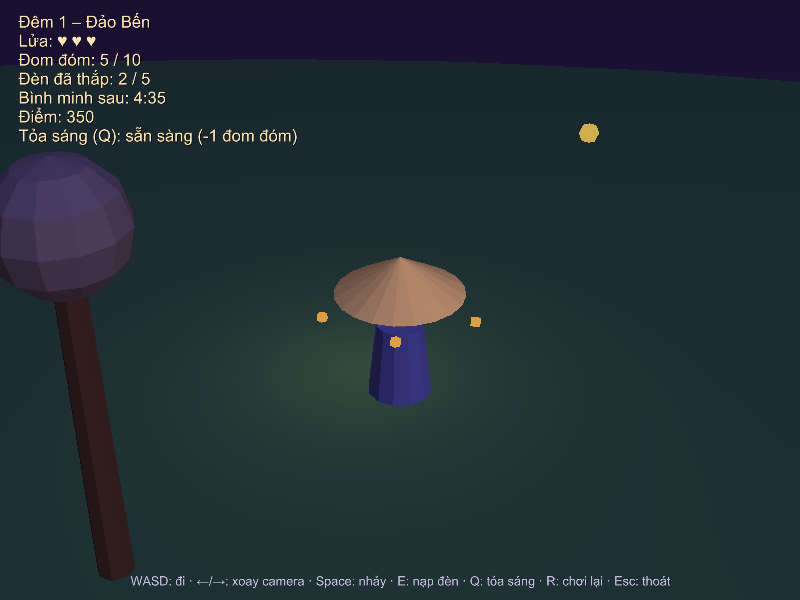 Đêm 1 – Đảo Bến
Lửa: ♥ ♥ ♥
Đom đóm: 5 / 10
Đèn đã thắp: 2 / 5
Bình minh sau: 4:35
Điểm: 350
Tỏa sáng (Q): sẵn sàng (-1 đom đóm)
WASD: đi · ←/→: xoay camera · Space: nhảy · E: nạp đèn · Q: tỏa sáng · R: chơi lại · Esc: thoát